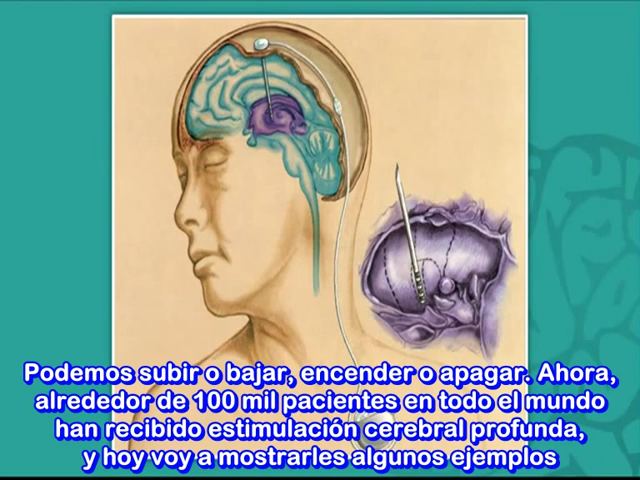 Podemos subir o bajar, encender o apagar. Ahora,
alrededor de 100 mil pacientes en todo el mundo
han recibido estimulación cerebral profunda,
y hoy voy a mostrarles algunos ejemplos